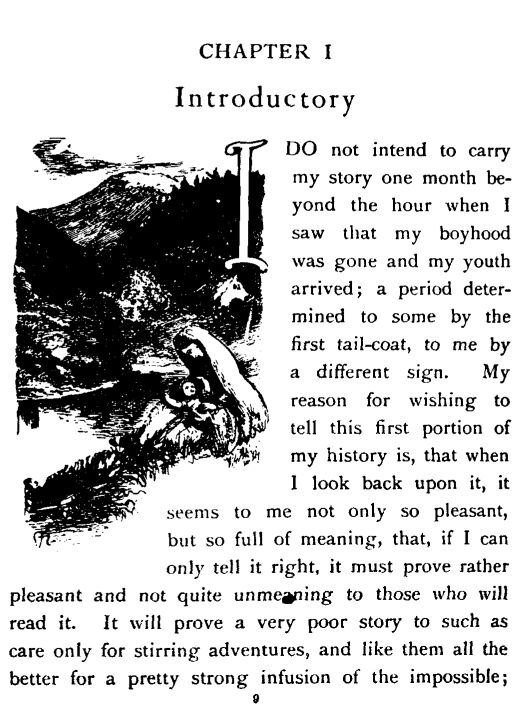 CHAPTER I
Introductory
I DO not intend to carry
my story one month be-
yond the hour when I
saw that my boyhood
was gone and my youth
arrived; a period deter-
mined to some by the
first tail-coat, to me by
a different sign. My
reason for wishing to
tell this first portion of
my history is, that when
I look back upon it, it
seems to me not only so pleasant,
but so full of meaning, that, if I can
only tell it right, it must prove rather
pleasant and not quite unmeaning to those who will
read it. It will prove a very poor story to such as
care only for stirring adventures, and like them all the
better for a pretty strong infusion of the impossible;
9